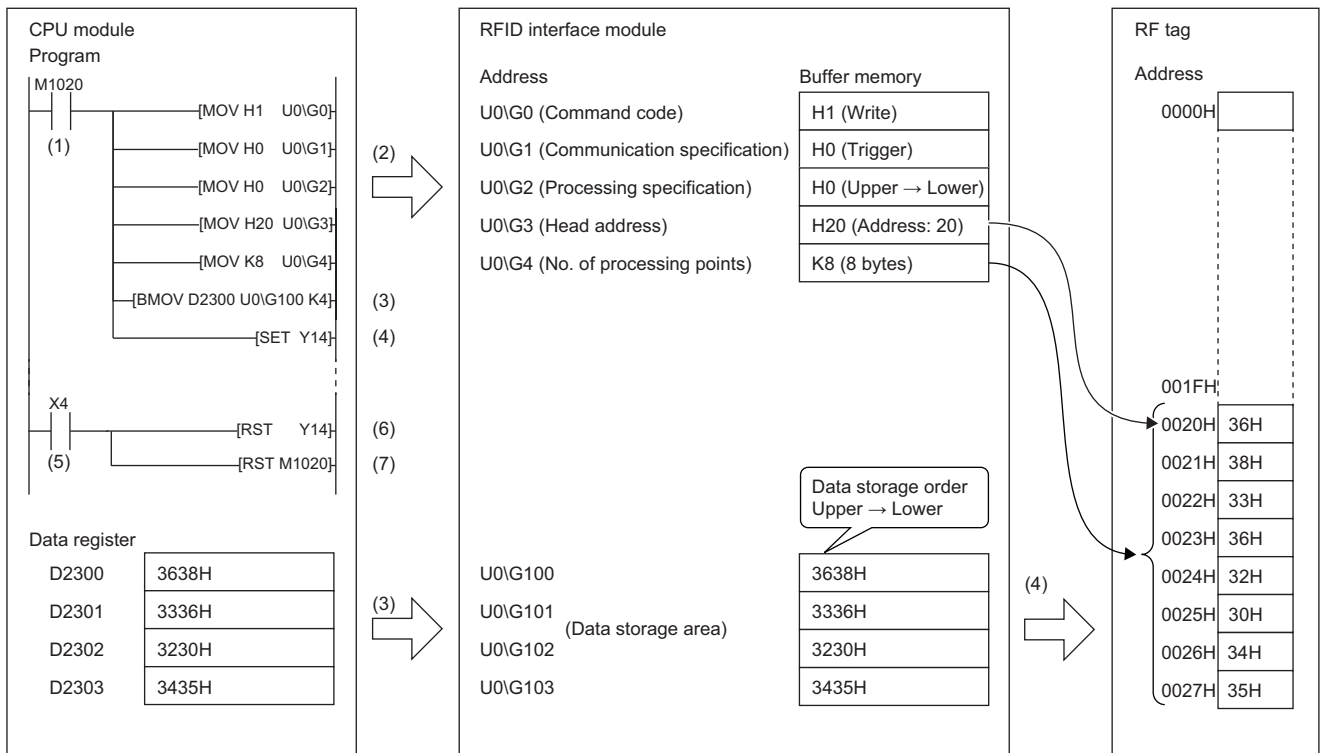 CPU module
Program
M1020
(1)
[MOV H1 U0\G0]
[MOV H0 U0\G1]
[MOV H0 U0\G2]
[MOV H20 U0\G3]
[MOV K8 U0\G4]
[BMOV D2300 U0\G100 K4]
(3)
[SET Y14]
(4)
X4
(5)
[RST Y14]
(6)
[RST M1020]
(7)
Data register
D2300 3638H
D2301 3336H
D2302 3230H
D2303 3435H
(2)
(3)
RFID interface module
Address Buffer memory
U0\G0 (Command code) H1 (Write)
U0\G1 (Communication specification) H0 (Trigger)
U0\G2 (Processing specification) H0 (Upper → Lower)
U0\G3 (Head address) H20 (Address: 20)
U0\G4 (No. of processing points) K8 (8 bytes)
Data storage order
Upper → Lower
U0\G100 3638H
U0\G101 3336H
(Data storage area)
U0\G102 3230H
U0\G103 3435H
(4)
RF tag
Address
0000H
001FH
0020H 36H
0021H 38H
0022H 33H
0023H 36H
0024H 32H
0025H 30H
0026H 34H
0027H 35H